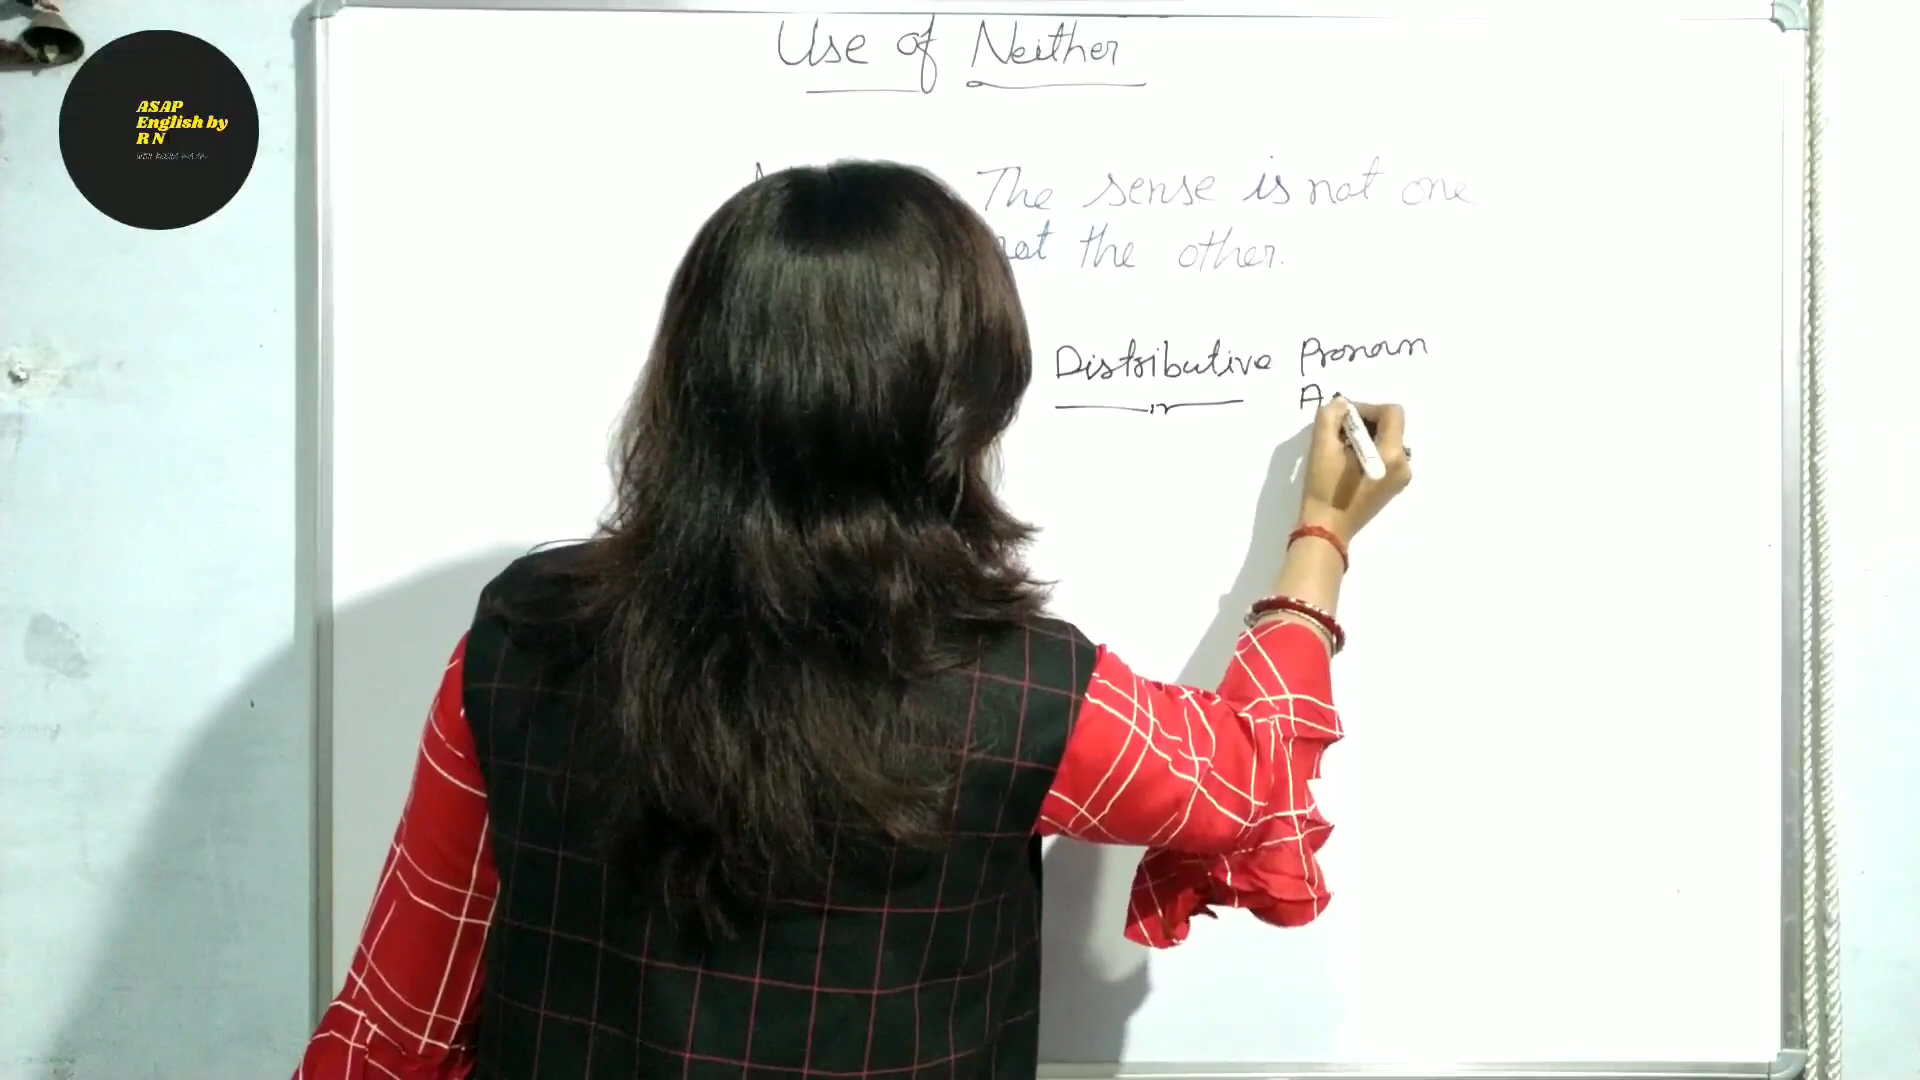 Use of Neither
ASAP
English by
R N
The sense is not one
not the other.
Distributive Pronoun